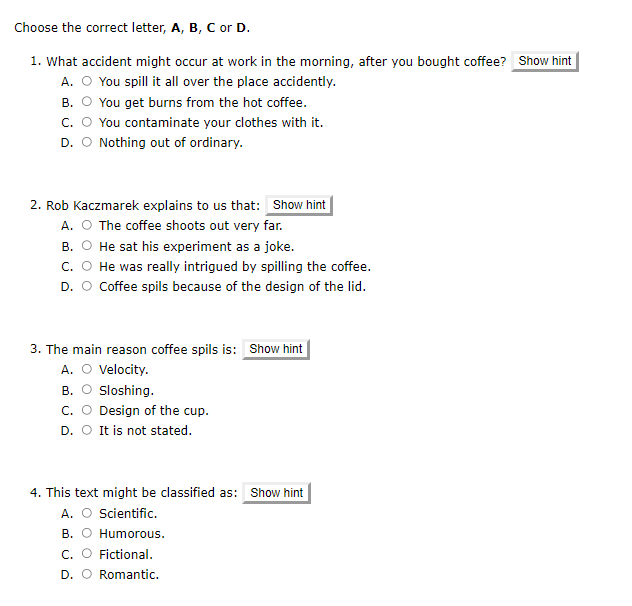 Choose the correct letter, A, B, C or D.
1. What accident might occur at work in the morning, after you bought coffee? Show hint
A. You spill it all over the place accidently.
B. You get burns from the hot coffee.
C. You contaminate your clothes with it.
D. Nothing out of ordinary.
2. Rob Kaczmarek explains to us that: Show hint
A. The coffee shoots out very far.
B. He sat his experiment as a joke.
C. He was really intrigued by spilling the coffee.
D. Coffee spils because of the design of the lid.
3. The main reason coffee spils is: Show hint
A. Velocity.
B. Sloshing.
C. Design of the cup.
D. It is not stated.
4. This text might be classified as: Show hint
A. Scientific.
B. Humorous.
C. Fictional.
D. Romantic.